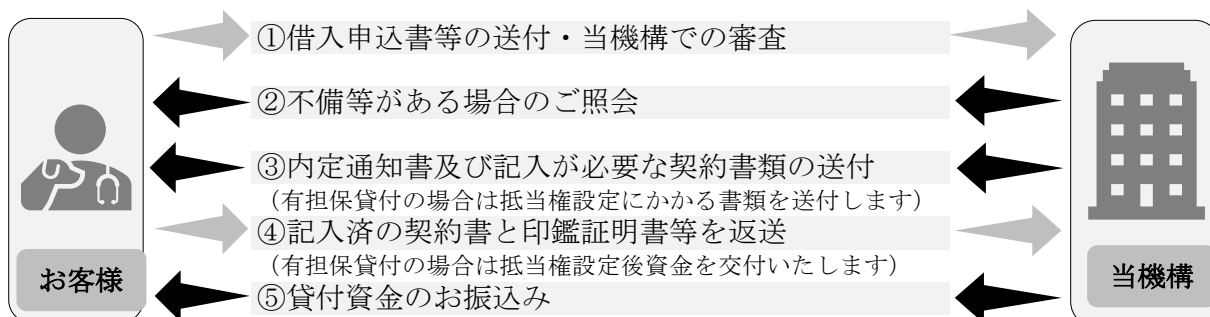 ①借入申込書等の送付・当機構での審査
②不備等がある場合のご照会
③内定通知書及び記入が必要な契約書類の送付
（有担保貸付の場合は抵当権設定にかかる書類を送付します）
④記入済の契約書と印鑑証明書等を返送
（有担保貸付の場合は抵当権設定後資金を交付いたします）
⑤貸付資金のお振込み
お客様
当機構